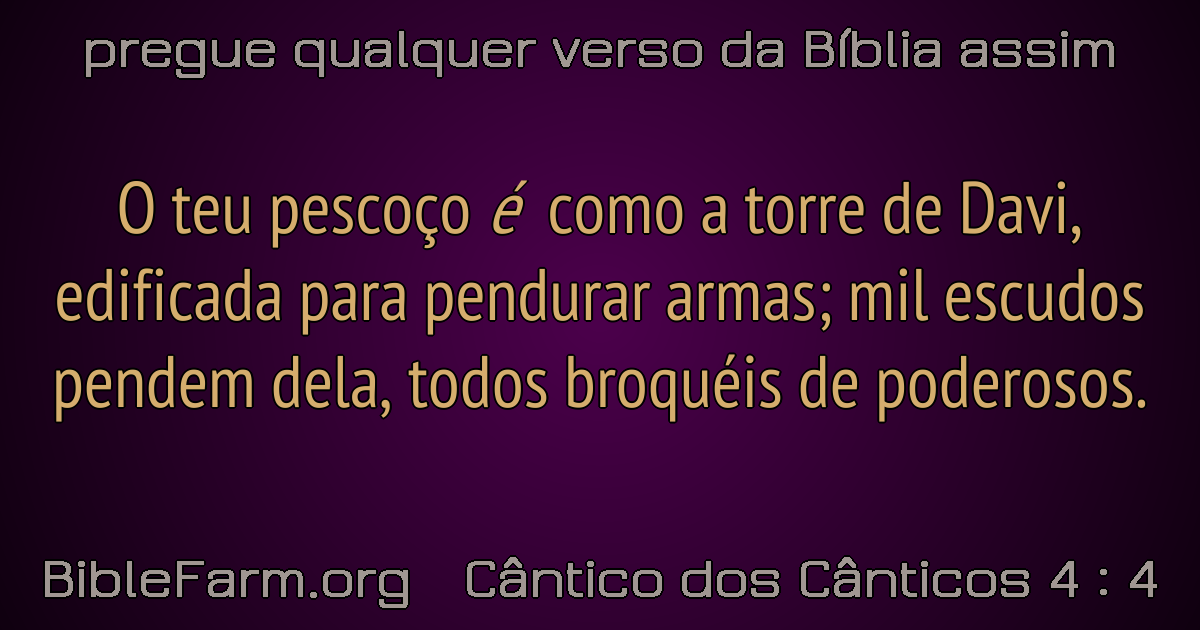 pregue qualquer verso da Bíblia assim
O teu pescoço é como a torre de Davi,
edificada para pendurar armas; mil escudos
pendem dela, todos broquéis de poderosos.
BibleFarm.org Cântico dos Cânticos 4 : 4